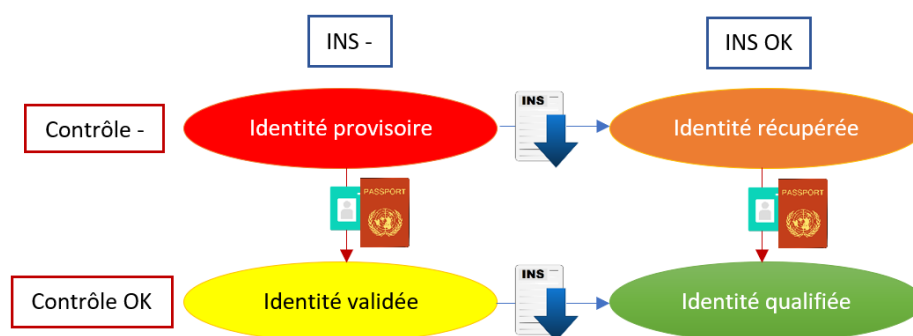 INS -
INS OK
Contrôle -
Identité provisoire
INS
Identité récupérée
PASSPORT
PASSPORT
Contrôle OK
Identité validée
INS
Identité qualifiée